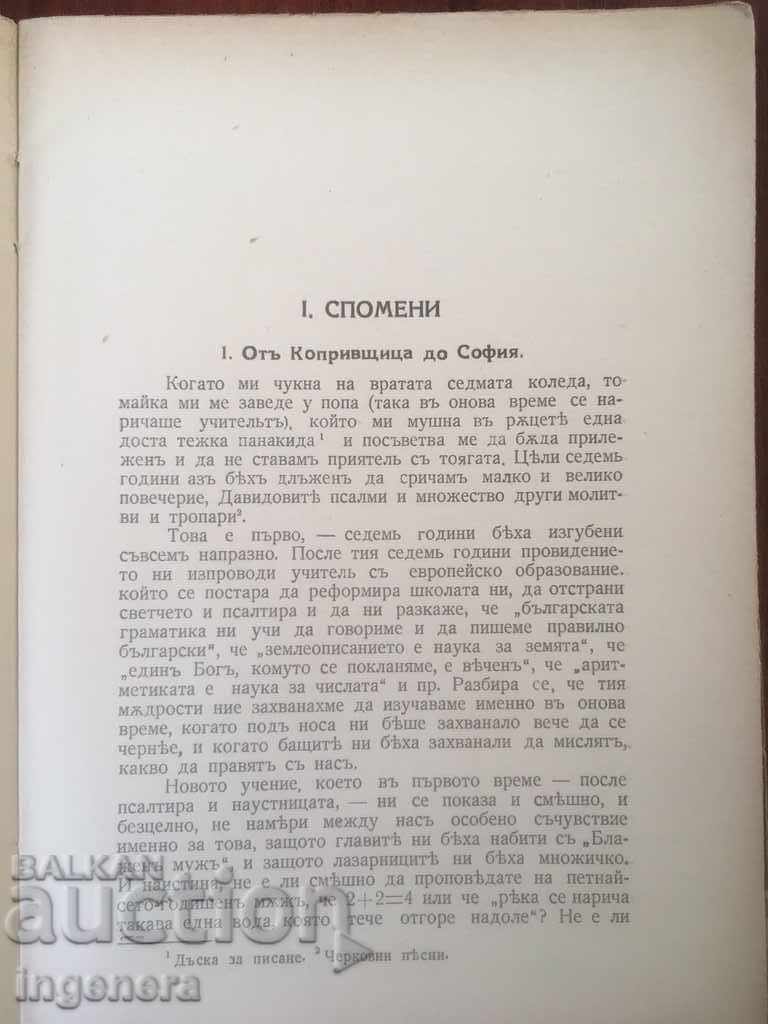 I. СПОМЕНИ
1. Отъ Копривщица до София.
Когато ми чукна на вратата седмата коледа, то-
майка ми ме заведе у попа (така въ онова време се на-
ричаше учительтъ), който ми мушна въ рѫцетѣ една
доста тежка панакида¹ и посъветва ме да бѫда приле-
женъ и да не ставамъ приятель съ тоягата. Цѣли седемь
години азъ бѣхъ длъженъ да сричамъ малко и велико
повечерие, Давидовитѣ псалми и множество други молит-
ви и тропари².
Това е първо, — седемь години бѣха изгубени
съвсемъ напразно. После тия седемь години провидение-
то ни изпроводи учитель съ европейско образование.
който се постара да реформира школата ни, да отстрани
светчето и псалтира и да ни разкаже, че „българската
граматика ни учи да говориме и да пишеме правилно
български“, че „землеописанието е наука за земята“, че
„единъ Богъ, комуто се покланяме, е вѣченъ“, че „арит-
метиката е наука за числата“ и пр. Разбира се, че тия
мѫдрости ние захванахме да изучаваме именно въ онова
време, когато подъ носа ни бѣше захванало вече да се
чернѣе, и когато бащитѣ ни бѣха захванали да мислятъ,
какво да правятъ съ насъ.
Новото учение, което въ първото време — после
псалтира и наустницата, — ни се показа и смѣшно, и
безцелно, не намѣри между насъ особено съчувствие
именно за това, защото главитѣ ни бѣха набити съ „Бла-
женъ мужъ“, и защото лазарницитѣ ни бѣха множичко.
И наистина, не е ли смѣшно да проповѣдате на петнай-
сето-годишенъ мѫжъ, че 2+2=4 или че „рѣка се нарича
такава една вода, която тече отгоре надоле“? Не е ли
¹ Дъска за писане. ² Черковни пѣсни.
BALKAN
auction
ingenera
ingenera